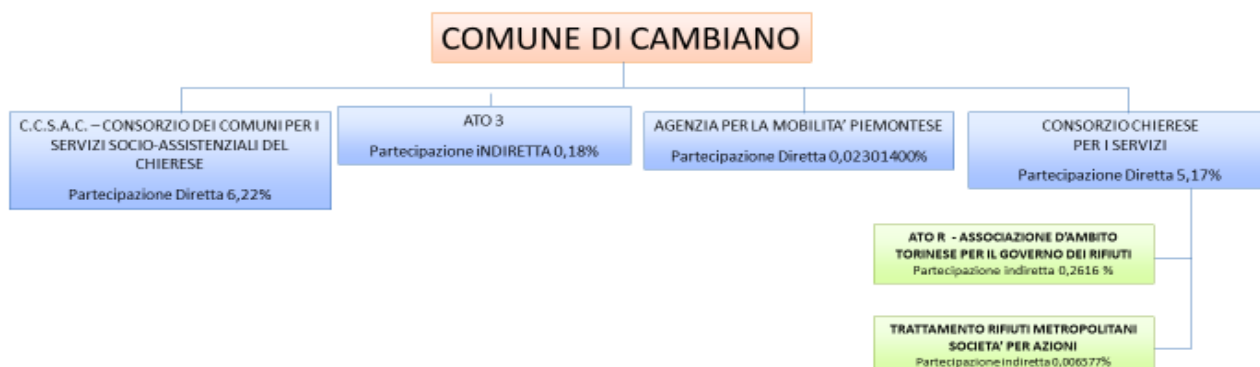 COMUNE DI CAMBIANO
C.C.S.A.C. – CONSORZIO DEI COMUNI PER I
SERVIZI SOCIO-ASSISTENZIALI DEL
CHIERESE
Partecipazione Diretta 6,22%
ATO 3
Partecipazione iNDIRETTA 0,18%
AGENZIA PER LA MOBILITA’ PIEMONTESE
Partecipazione Diretta 0,02301400%
CONSORZIO CHIERESE
PER I SERVIZI
Partecipazione Diretta 5,17%
ATO R - ASSOCIAZIONE D’AMBITO
TORINESE PER IL GOVERNO DEI RIFIUTI
Partecipazione indiretta 0,2616 %
TRATTAMENTO RIFIUTI METROPOLITANI
SOCIETA’ PER AZIONI
Partecipazione indiretta 0,006577%